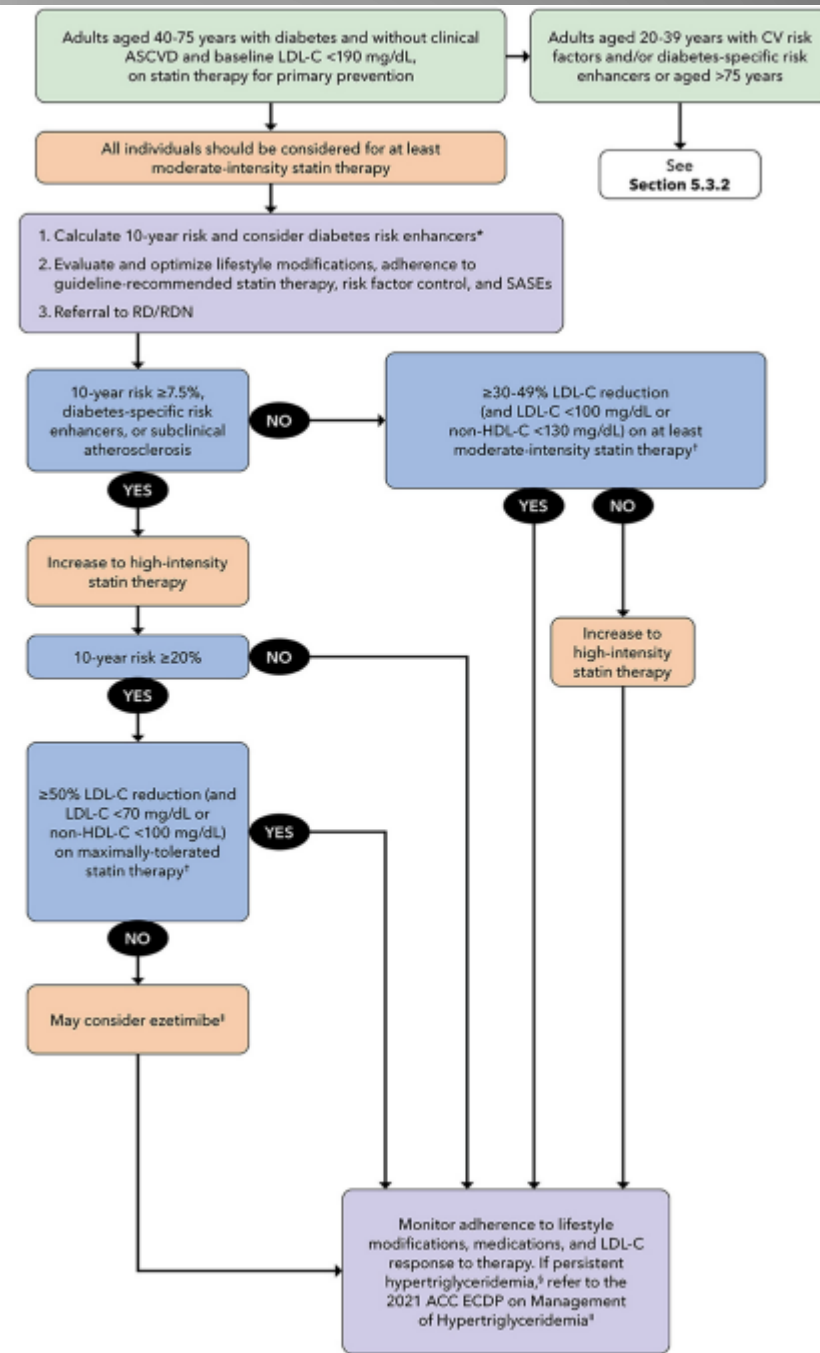 Adults aged 40-75 years with diabetes and without clinical
ASCVD and baseline LDL-C <190 mg/dL,
on statin therapy for primary prevention
Adults aged 20-39 years with CV risk
factors and/or diabetes-specific risk
enhancers or aged >75 years
All individuals should be considered for at least
moderate-intensity statin therapy
See
Section 5.3.2
1. Calculate 10-year risk and consider diabetes risk enhancers*
2. Evaluate and optimize lifestyle modifications, adherence to
guideline-recommended statin therapy, risk factor control, and SASEs
3. Referral to RD/RDN
10-year risk ≥7.5%,
diabetes-specific risk
enhancers, or subclinical
atherosclerosis
NO
≥30-49% LDL-C reduction
(and LDL-C <100 mg/dL or
non-HDL-C <130 mg/dL) on at least
moderate-intensity statin therapy†
YES
YES
NO
Increase to high-intensity
statin therapy
10-year risk ≥20%
NO
Increase to
high-intensity
statin therapy
YES
≥50% LDL-C reduction (and
LDL-C <70 mg/dL or
non-HDL-C <100 mg/dL)
on maximally-tolerated
statin therapy†
YES
NO
May consider ezetimibe‡
Monitor adherence to lifestyle
modifications, medications, and LDL-C
response to therapy. If persistent
hypertriglyceridemia,§ refer to the
2021 ACC ECDP on Management
of Hypertriglyceridemia